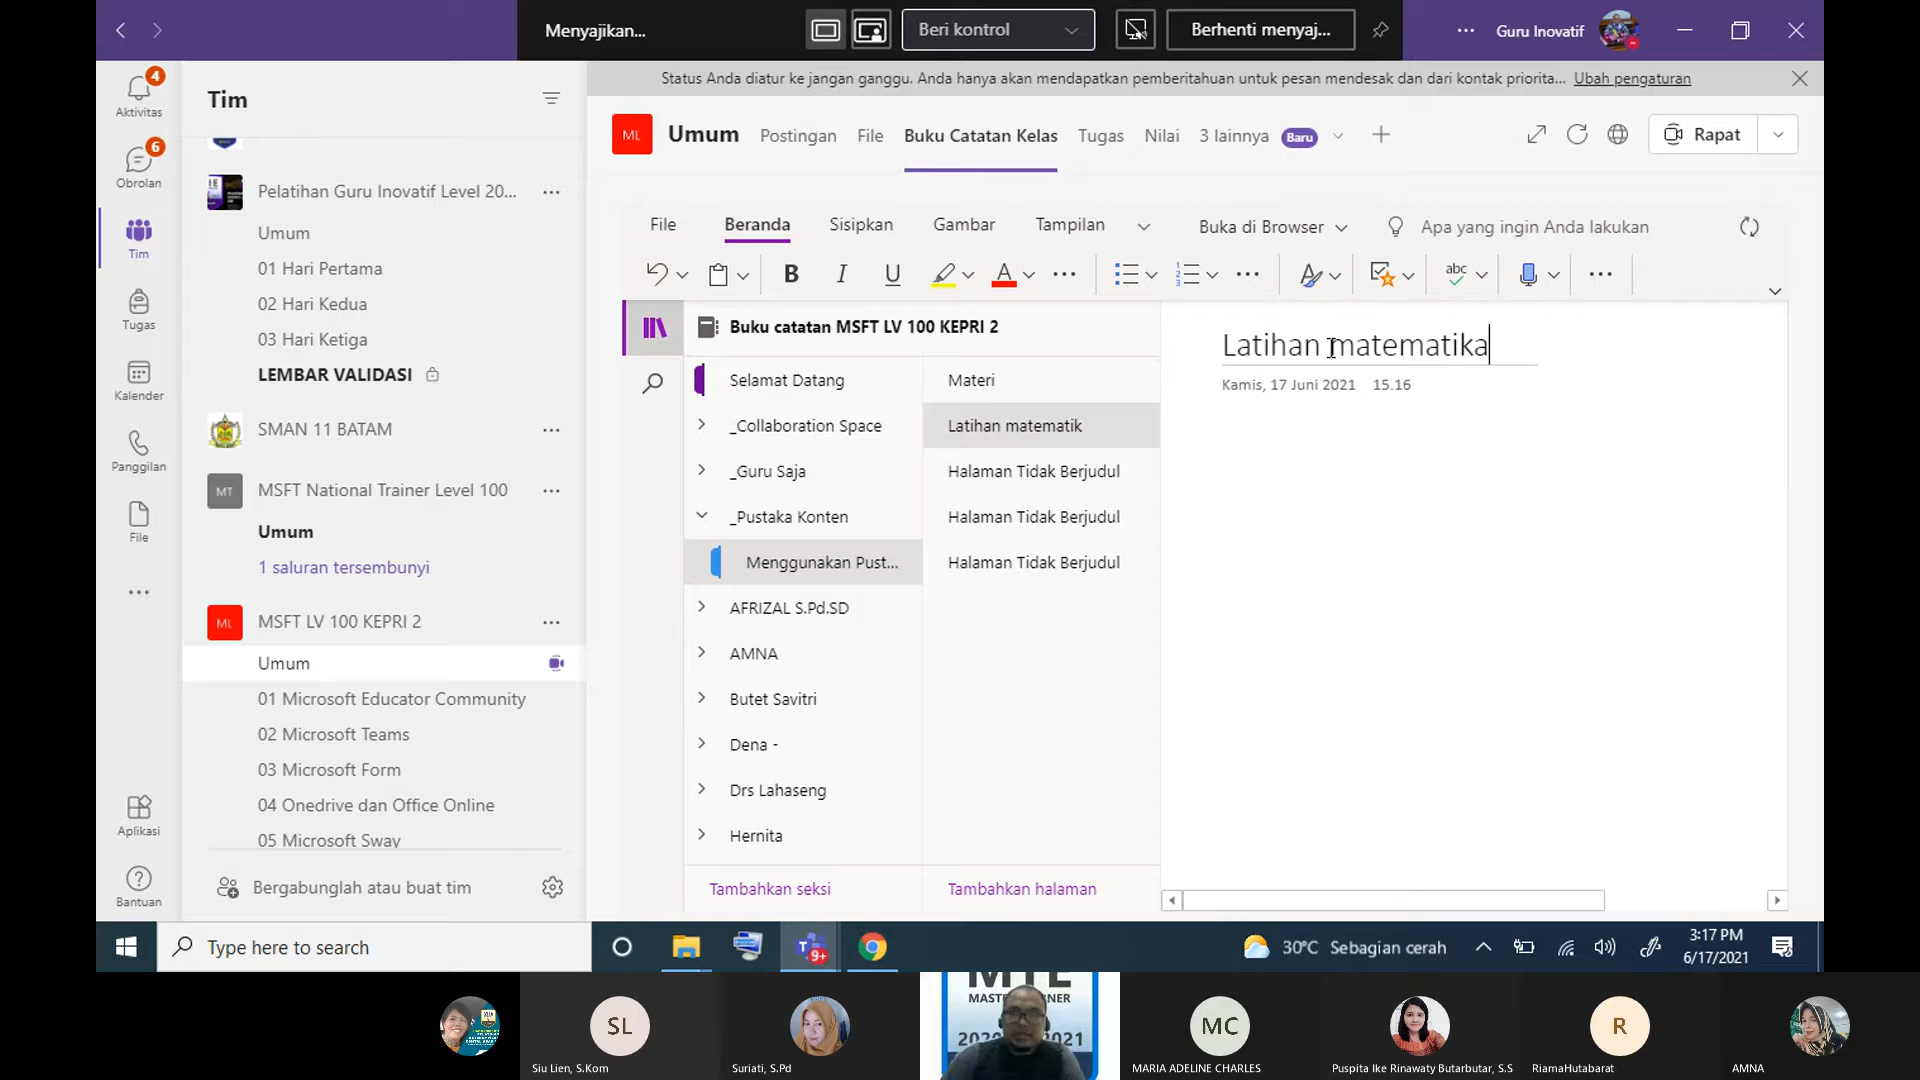 Menyajikan...
Beri kontrol
Berhenti menyaj...
Guru Inovatif
Status Anda diatur ke jangan ganggu. Anda hanya akan mendapatkan pemberitahuan untuk pesan mendesak dan dari kontak priorita... Ubah pengaturan
4
Aktivitas
6
Obrolan
Tim
Tugas
Kalender
Panggilan
File
Aplikasi
Bantuan
Tim
Pelatihan Guru Inovatif Level 20...
Umum
01 Hari Pertama
02 Hari Kedua
03 Hari Ketiga
LEMBAR VALIDASI
SMAN 11 BATAM
MT
MSFT National Trainer Level 100
Umum
1 saluran tersembunyi
ML
MSFT LV 100 KEPRI 2
Umum
01 Microsoft Educator Community
02 Microsoft Teams
03 Microsoft Form
04 Onedrive dan Office Online
05 Microsoft Sway
Bergabunglah atau buat tim
ML
Umum
Postingan
File
Buku Catatan Kelas
Tugas
Nilai
3 lainnya
Baru
Rapat
File
Beranda
Sisipkan
Gambar
Tampilan
Buka di Browser
Apa yang ingin Anda lakukan
B
I
U
A
abc
Buku catatan MSFT LV 100 KEPRI 2
Selamat Datang
_Collaboration Space
_Guru Saja
_Pustaka Konten
Menggunakan Pust...
AFRIZAL S.Pd.SD
AMNA
Butet Savitri
Dena -
Drs Lahaseng
Hernita
Tambahkan seksi
Materi
Latihan matematik
Halaman Tidak Berjudul
Halaman Tidak Berjudul
Halaman Tidak Berjudul
Tambahkan halaman
Latihan matematika
Kamis, 17 Juni 2021 15.16
Type here to search
9+
30°C Sebagian cerah
3:17 PM
6/17/2021
SL
Siu Lien, S.Kom
Suriati, S.Pd
MC
MARIA ADELINE CHARLES
Puspita Ike Rinawaty Butarbutar, S.S
R
RiamaHutabarat
AMNA